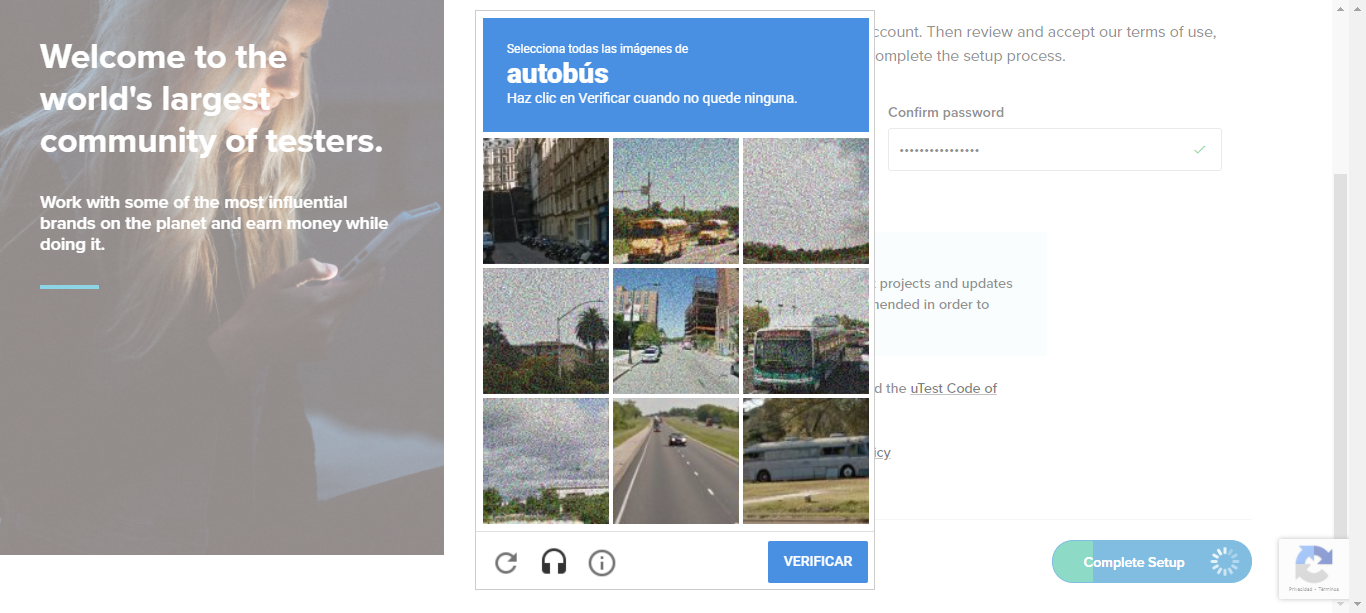 Welcome to the
world's largest
community of testers.
Work with some of the most influential
brands on the planet and earn money while
doing it.
Selecciona todas las imágenes de
autobús
Haz clic en Verificar cuando no quede ninguna.
VERIFICAR
ccount. Then review and accept our terms of use,
omplete the setup process.
Confirm password
••••••••••••••••
t projects and updates
nended in order to
d the uTest Code of
icy
Complete Setup
Privacidad - Términos